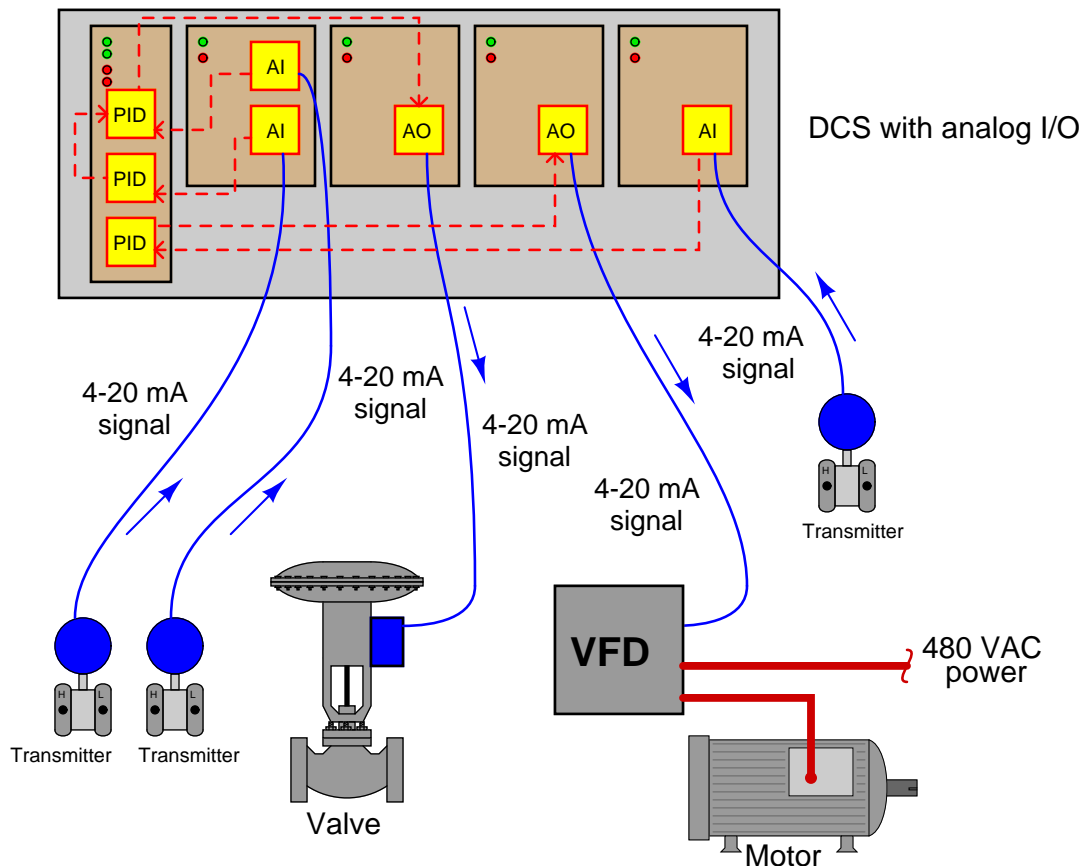 AI
PID
AI
AO
AO
AI
DCS with analog I/O
PID
PID
4-20 mA
signal
4-20 mA
signal
4-20 mA
signal
4-20 mA
signal
4-20 mA
signal
H
L
Transmitter
VFD
480 VAC
power
H
L
H
L
Transmitter
Transmitter
Valve
Motor